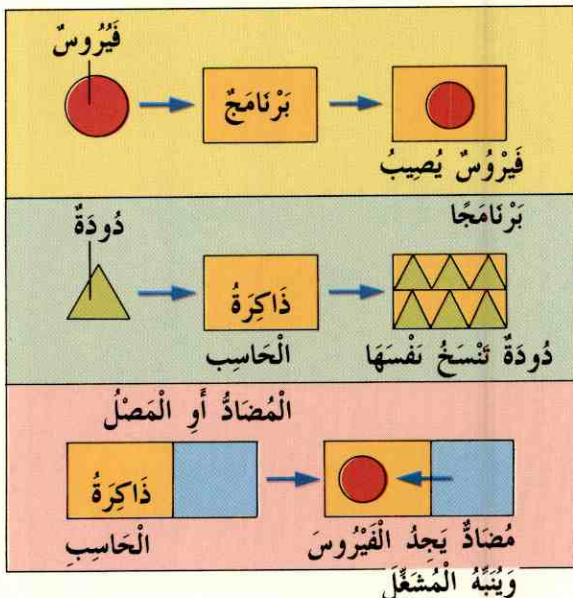 فَيْرُوسٌ
بَرْنَامَجٌ
فَيْرُوسٌ يُصِيبُ
بَرْنَامَجًا
دُودَةٌ
ذَاكِرَةُ
الْحَاسِبِ
دُودَةٌ تَنْسَخُ نَفْسَهَا
الْمُضَادُّ أَوِ الْمَصْلُ
ذَاكِرَةُ
الْحَاسِبِ
مُضَادٌّ يَجِدُ الْفَيْرُوسَ
وَيُنَبِّهُ الْمُشَغِّلَ